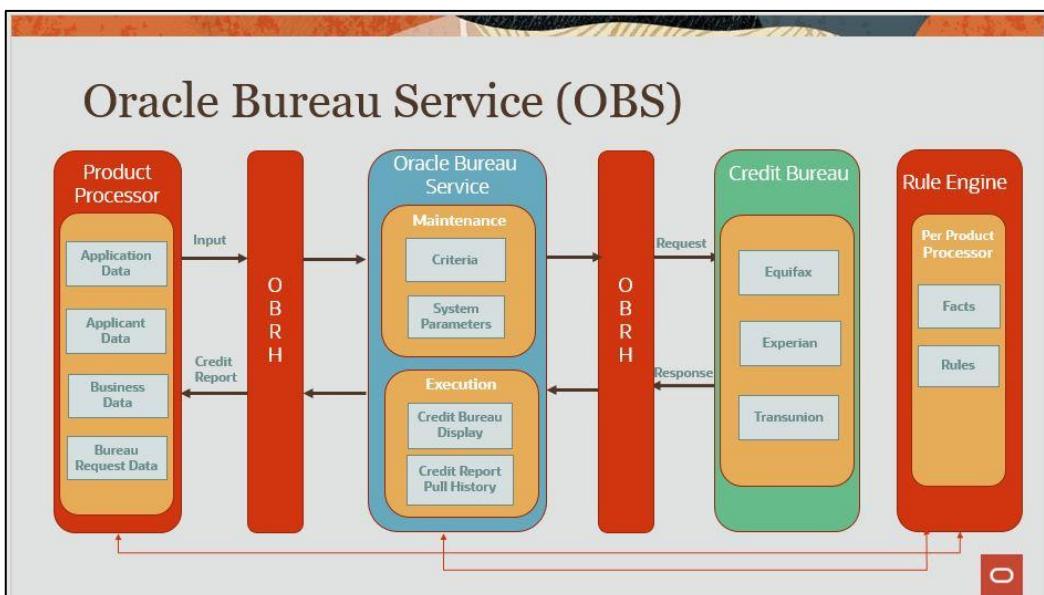 Oracle Bureau Service (OBS)
Product
Processor
Application
Data
Applicant
Data
Business
Data
Bureau
Request Data
Input
Credit
Report
O
B
R
H
Oracle Bureau
Service
Maintenance
Criteria
System
Parameters
Execution
Credit Bureau
Display
Credit Report
Pull History
O
B
R
H
Request
Response
Credit Bureau
Equifax
Experian
Transunion
Rule Engine
Per Product
Processor
Facts
Rules